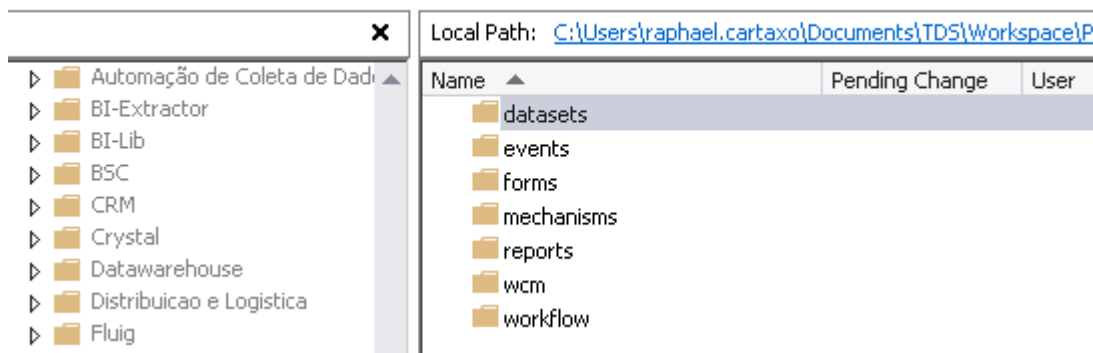 Local Path: C:\Users\raphael.cartaxo\Documents\TDS\Workspace\P
Automação de Coleta de Dad
BI-Extractor
BI-Lib
BSC
CRM
Crystal
Datawarehouse
Distribuicao e Logistica
Fluig
Name Pending Change User
datasets
events
forms
mechanisms
reports
wcm
workflow